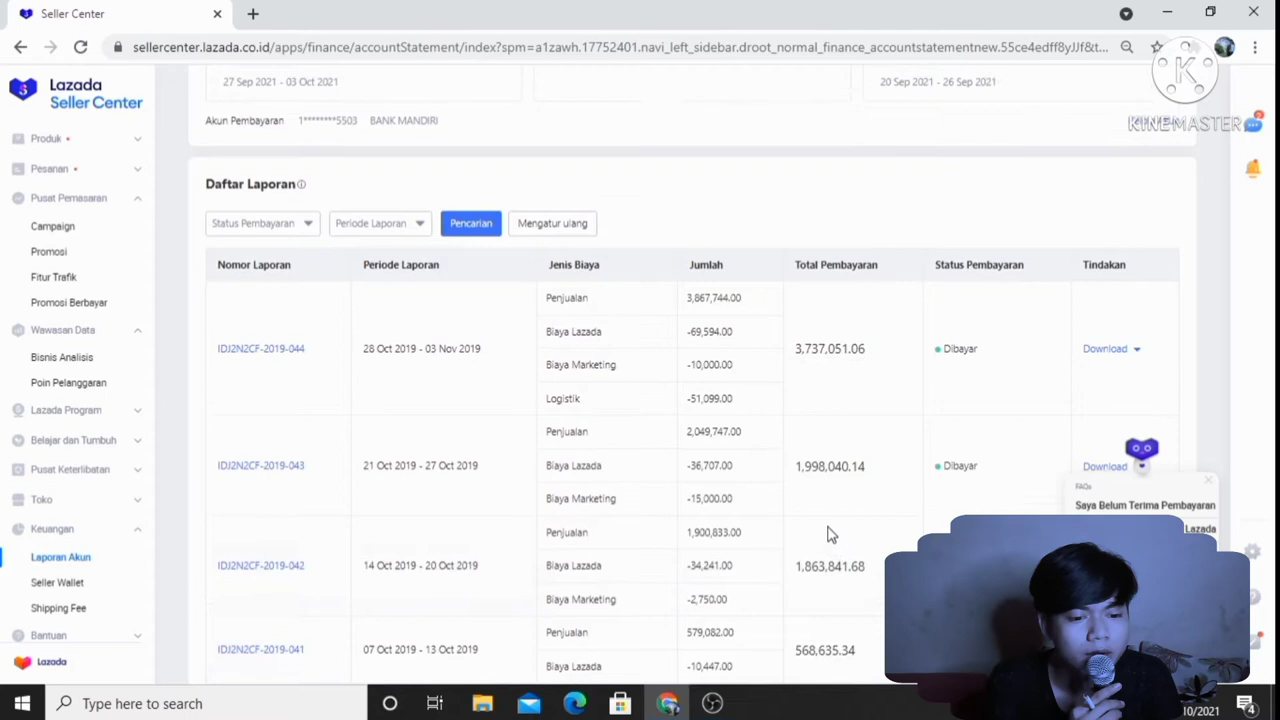 Seller Center
sellercenter.lazada.co.id/apps/finance/accountStatement/index?spm=a1zawh.17752401.navi_left_sidebar.droot_normal_finance_accountstatementnew.55ce4edff8yJJf&t...
Lazada
Seller Center
KINEMASTER
27 Sep 2021 - 03 Oct 2021
20 Sep 2021 - 26 Sep 2021
Akun Pembayaran 1********5503 BANK MANDIRI
Produk
Pesanan
Pusat Pemasaran
Campaign
Promosi
Fitur Trafik
Promosi Berbayar
Wawasan Data
Bisnis Analisis
Poin Pelanggaran
Lazada Program
Belajar dan Tumbuh
Pusat Keterlibatan
Toko
Keuangan
Laporan Akun
Seller Wallet
Shipping Fee
Bantuan
Lazada
Daftar Laporan
Status Pembayaran Periode Laporan Pencarian Mengatur ulang
Nomor Laporan Periode Laporan Jenis Biaya Jumlah Total Pembayaran Status Pembayaran Tindakan
IDJ2N2CF-2019-044 28 Oct 2019 - 03 Nov 2019 3,737,051.06 Dibayar Download
Penjualan 3,867,744.00
Biaya Lazada -69,594.00
Biaya Marketing -10,000.00
Logistik -51,099.00
IDJ2N2CF-2019-043 21 Oct 2019 - 27 Oct 2019 1,998,040.14 Dibayar Download
Penjualan 2,049,747.00
Biaya Lazada -36,707.00
Biaya Marketing -15,000.00
IDJ2N2CF-2019-042 14 Oct 2019 - 20 Oct 2019 1,863,841.68
Penjualan 1,900,833.00
Biaya Lazada -34,241.00
Biaya Marketing -2,750.00
IDJ2N2CF-2019-041 07 Oct 2019 - 13 Oct 2019 568,635.34
Penjualan 579,082.00
Biaya Lazada -10,447.00
FAQs
Saya Belum Terima Pembayaran
Lazada
Type here to search
10/2021
4